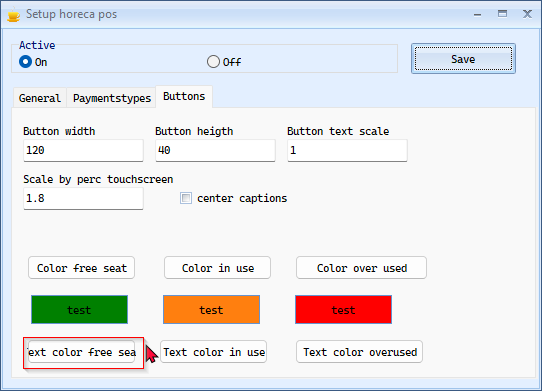 Setup horeca pos
Active
On
Off
Save
General
Paymentstypes
Buttons
Button width
Button heigth
Button text scale
120
40
1
Scale by perc touchscreen
1.8
center captions
Color free seat
Color in use
Color over used
test
test
test
Text color free sea
Text color in use
Text color overused